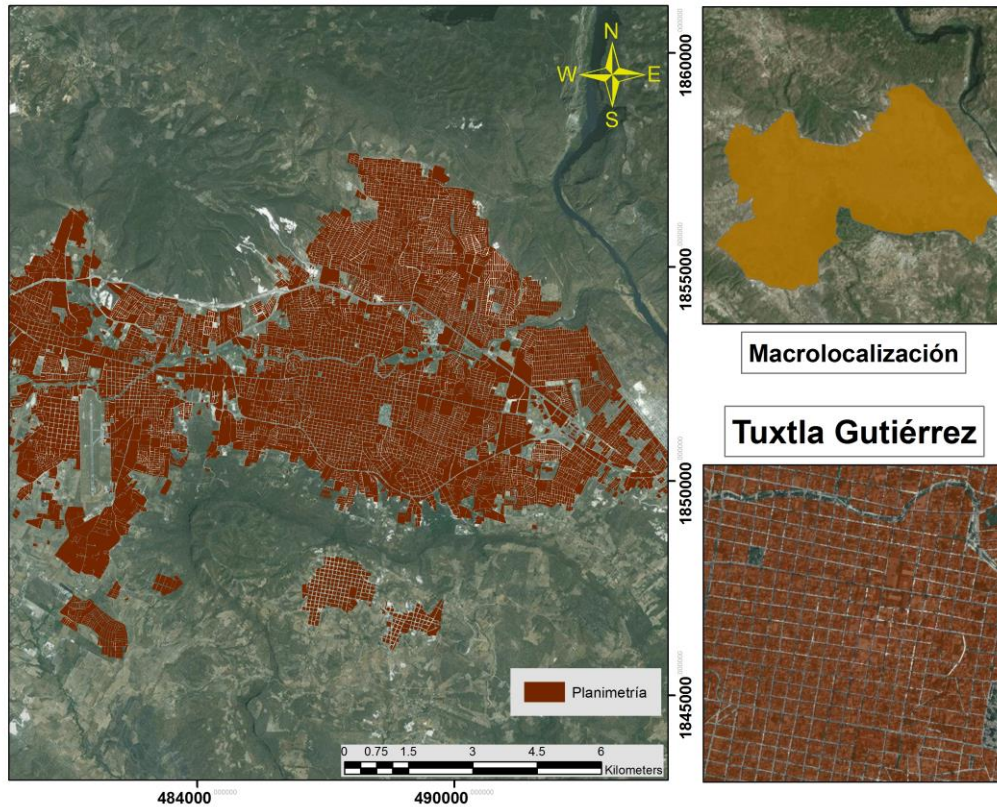 N
W E
S
1860000
1855000
1850000
1845000
Macrolocalización
Tuxtla Gutiérrez
Planimetría
0 0.75 1.5 3 4.5 6
Kilometers
484000
490000